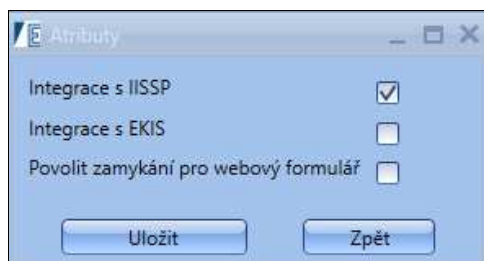 Atributy
Integrace s IISSP
Integrace s EKIS
Povolit zamykání pro webový formulář
Uložit
Zpět